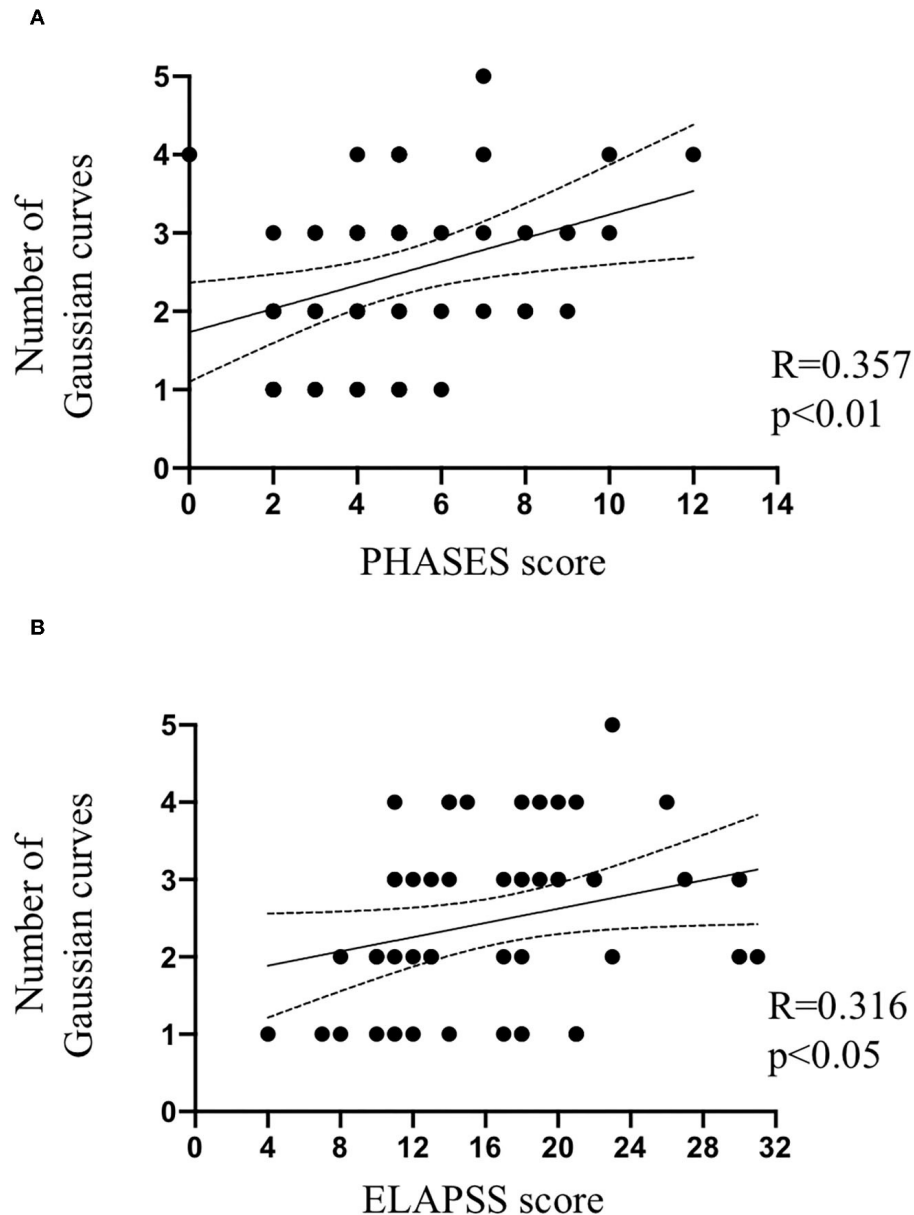 A
5
4
3
2
1
0
Number of
Gaussian curves
0 2 4 6 8 10 12 14
PHASES score
R=0.357
p<0.01
B
5
4
3
2
1
0
Number of
Gaussian curves
0 4 8 12 16 20 24 28 32
ELAPSS score
R=0.316
p<0.05